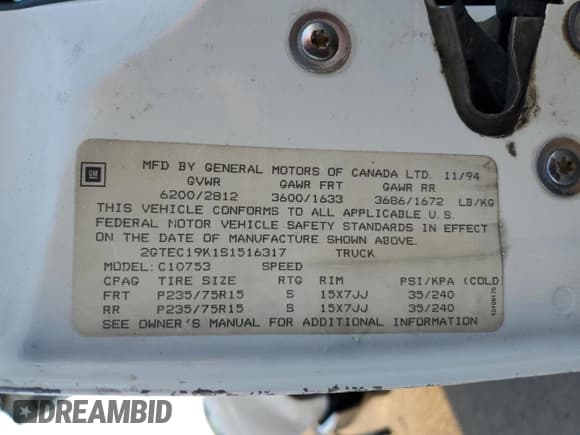 GM
MFD BY GENERAL MOTORS OF CANADA LTD. 11/94
GVWR GAWR FRT GAWR RR
6200/2812 3600/1633 3686/1672 LB/KG
THIS VEHICLE CONFORMS TO ALL APPLICABLE U.S.
FEDERAL MOTOR VEHICLE SAFETY STANDARDS IN EFFECT
ON THE DATE OF MANUFACTURE SHOWN ABOVE.
2GTEC19K1S1516317 TRUCK
MODEL: C10753 SPEED
CPAG TIRE SIZE RTG RIM PSI/KPA (COLD)
FRT P235/75R15 S 15X7JJ 35/240
RR P235/75R15 S 15X7JJ 35/240
SEE OWNER'S MANUAL FOR ADDITIONAL INFORMATION
DREAMBID